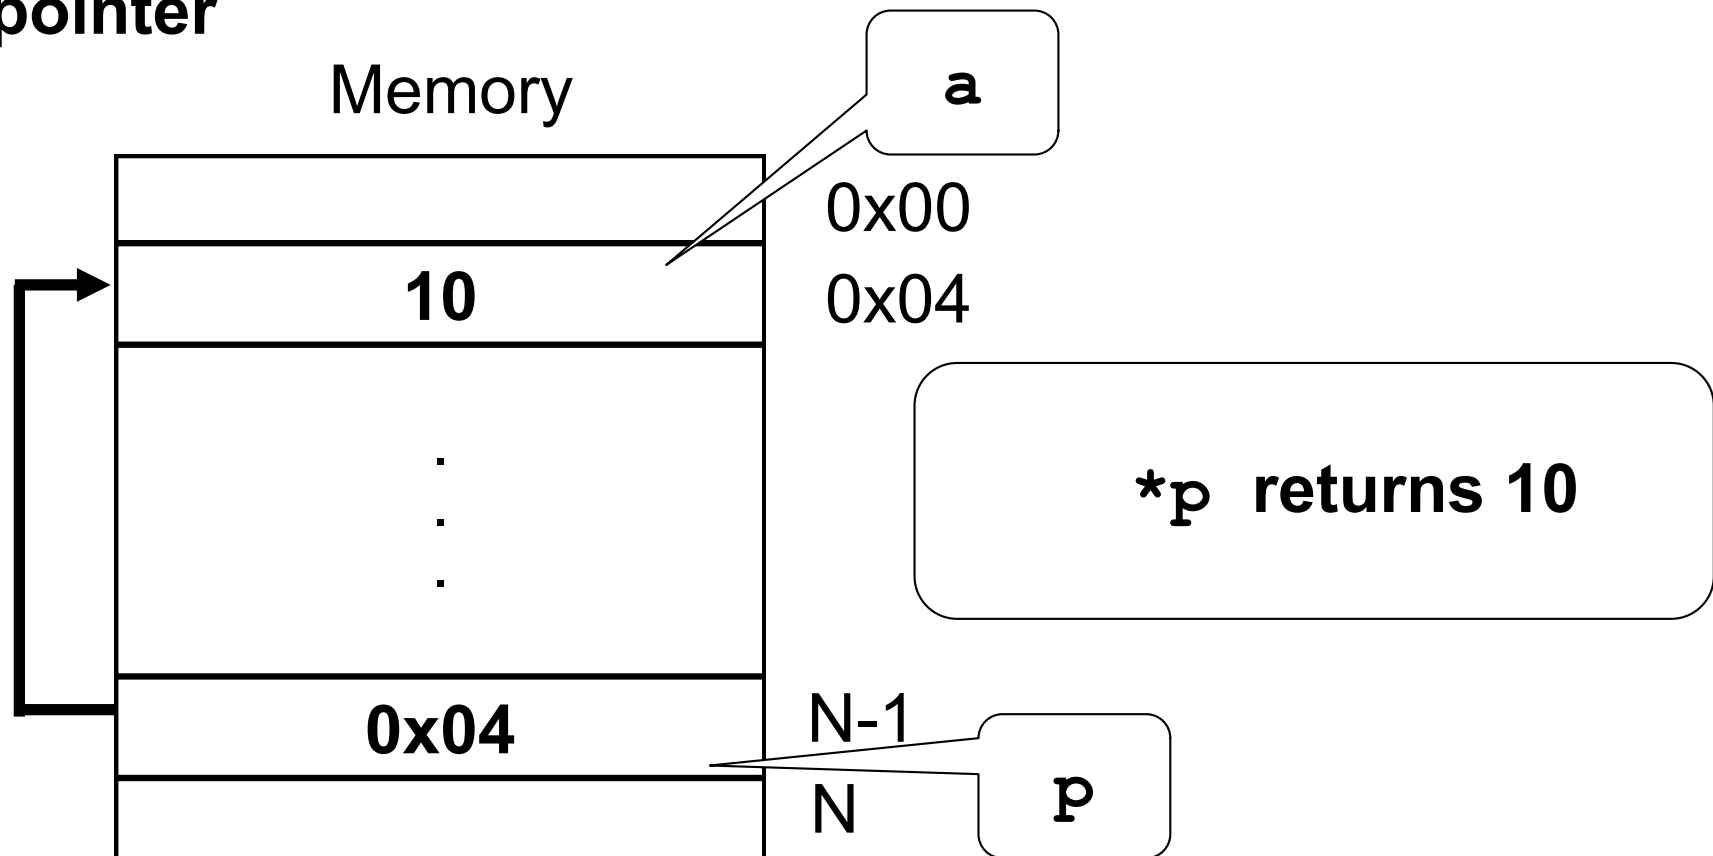 pointer
Memory
a
0x00
10
0x04
.
.
.
*p returns 10
0x04
N-1
p
N